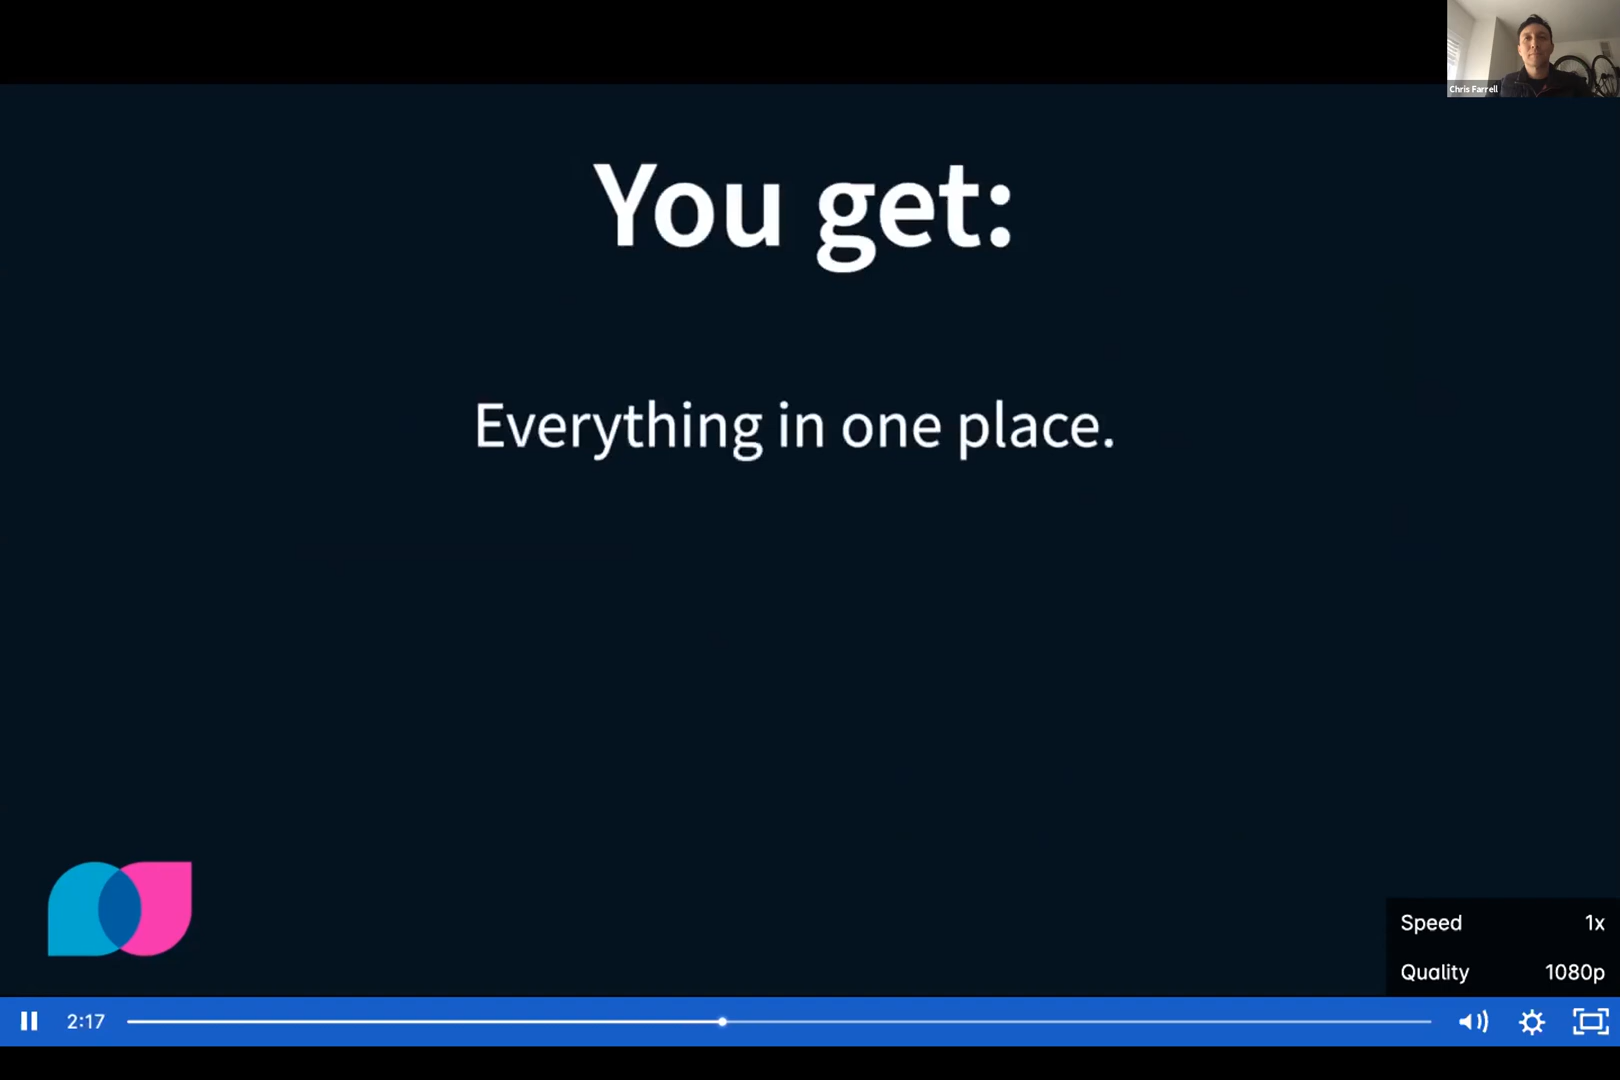 Chris Farrell
You get:
Everything in one place.
Speed 1x
Quality 1080p
2:17